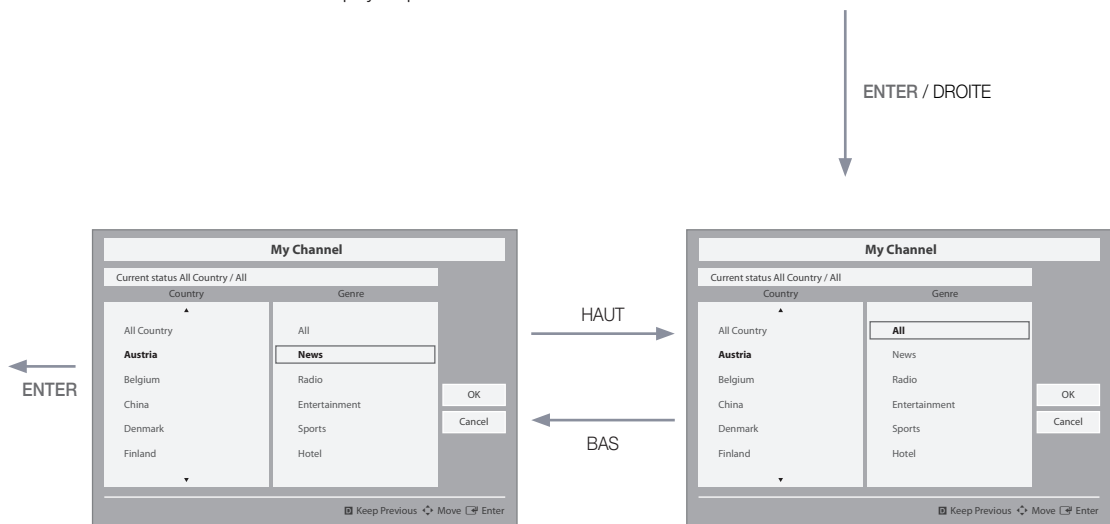 ENTER / DROITE
My Channel
Current status All Country / All
Country Genre
All Country All
Austria News
Belgium Radio
China Entertainment
Denmark Sports
Finland Hotel
OK
Cancel
D Keep Previous Move Enter
ENTER
HAUT
BAS
My Channel
Current status All Country / All
Country Genre
All Country All
Austria News
Belgium Radio
China Entertainment
Denmark Sports
Finland Hotel
OK
Cancel
D Keep Previous Move Enter